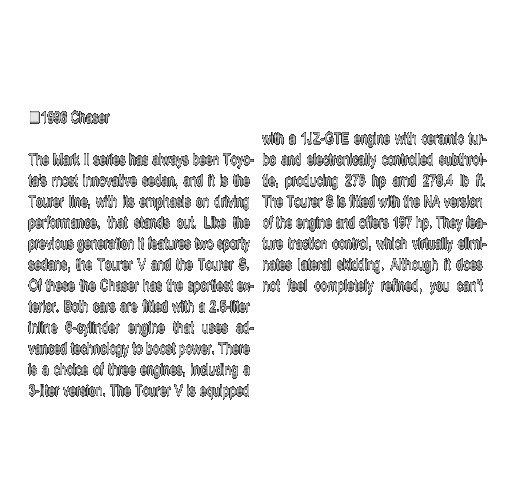 1996 Chaser
The Mark II series has always been Toyo-
ta's most innovative sedan, and it is the
Tourer line, with its emphasis on driving
performance, that stands out. Like the
previous generation it features two sporty
sedans, the Tourer V and the Tourer S.
Of these the Chaser has the sportiest ex-
terior. Both cars are fitted with a 2.5-liter
inline 6-cylinder engine that uses ad-
vanced technology to boost power. There
is a choice of three engines, including a
3-liter version. The Tourer V is equipped
with a 1JZ-GTE engine with ceramic tur-
bo and electronically controlled subthrot-
tle, producing 276 hp amd 278.4 lb ft.
The Tourer S is fitted with the NA version
of the engine and offers 197 hp. They fea-
ture traction control, which virtually elimi-
nates lateral skidding. Although it does
not feel completely refined, you can't